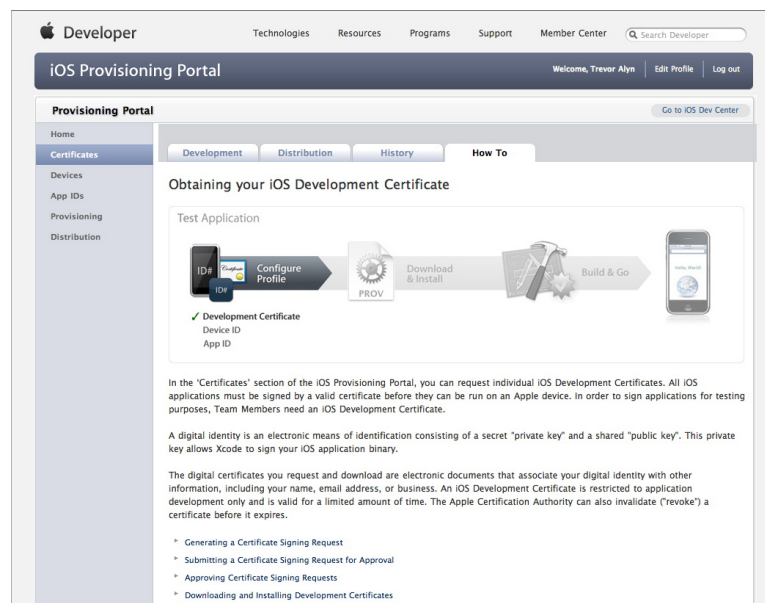 Developer
Technologies Resources Programs Support Member Center Search Developer
iOS Provisioning Portal
Welcome, Trevor Alyn Edit Profile Log out
Provisioning Portal
Go to iOS Dev Center
Home
Certificates
Devices
App IDs
Provisioning
Distribution
Development Distribution History How To
Obtaining your iOS Development Certificate
Test Application
ID#
Certificate
ID#
Configure
Profile
PROV
Download
& Install
Build & Go
Hello, World!
✓ Development Certificate
Device ID
App ID
In the 'Certificates' section of the iOS Provisioning Portal, you can request individual iOS Development Certificates. All iOS
applications must be signed by a valid certificate before they can be run on an Apple device. In order to sign applications for testing
purposes, Team Members need an iOS Development Certificate.
A digital identity is an electronic means of identification consisting of a secret "private key" and a shared "public key". This private
key allows Xcode to sign your iOS application binary.
The digital certificates you request and download are electronic documents that associate your digital identity with other
information, including your name, email address, or business. An iOS Development Certificate is restricted to application
development only and is valid for a limited amount of time. The Apple Certification Authority can also invalidate ("revoke") a
certificate before it expires.
Generating a Certificate Signing Request
Submitting a Certificate Signing Request for Approval
Approving Certificate Signing Requests
Downloading and Installing Development Certificates